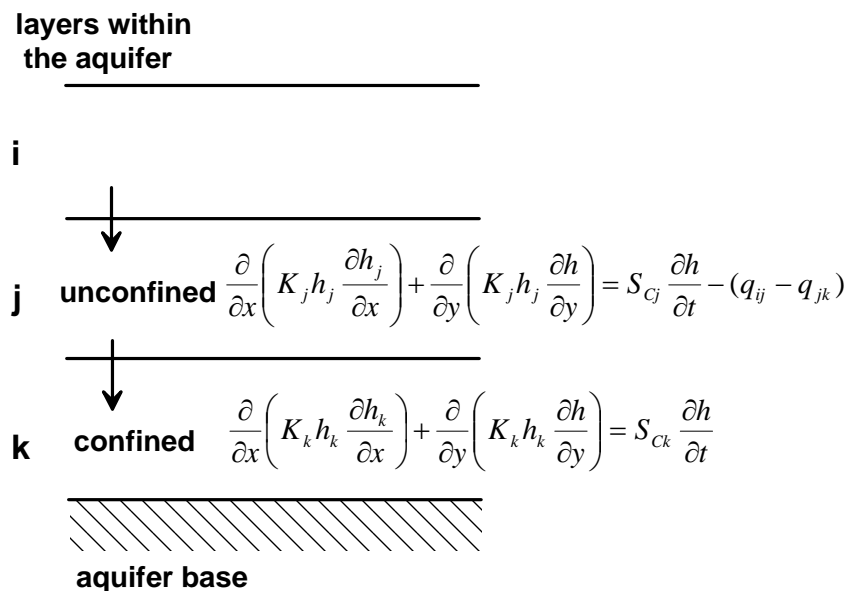 layers within
the aquifer
i
j unconfined ∂/∂x (K_j h_j ∂h_j/∂x) + ∂/∂y (K_j h_j ∂h/∂y) = S_Cj ∂h/∂t − (q_ij − q_jk)
k confined ∂/∂x (K_k h_k ∂h_k/∂x) + ∂/∂y (K_k h_k ∂h/∂y) = S_Ck ∂h/∂t
aquifer base